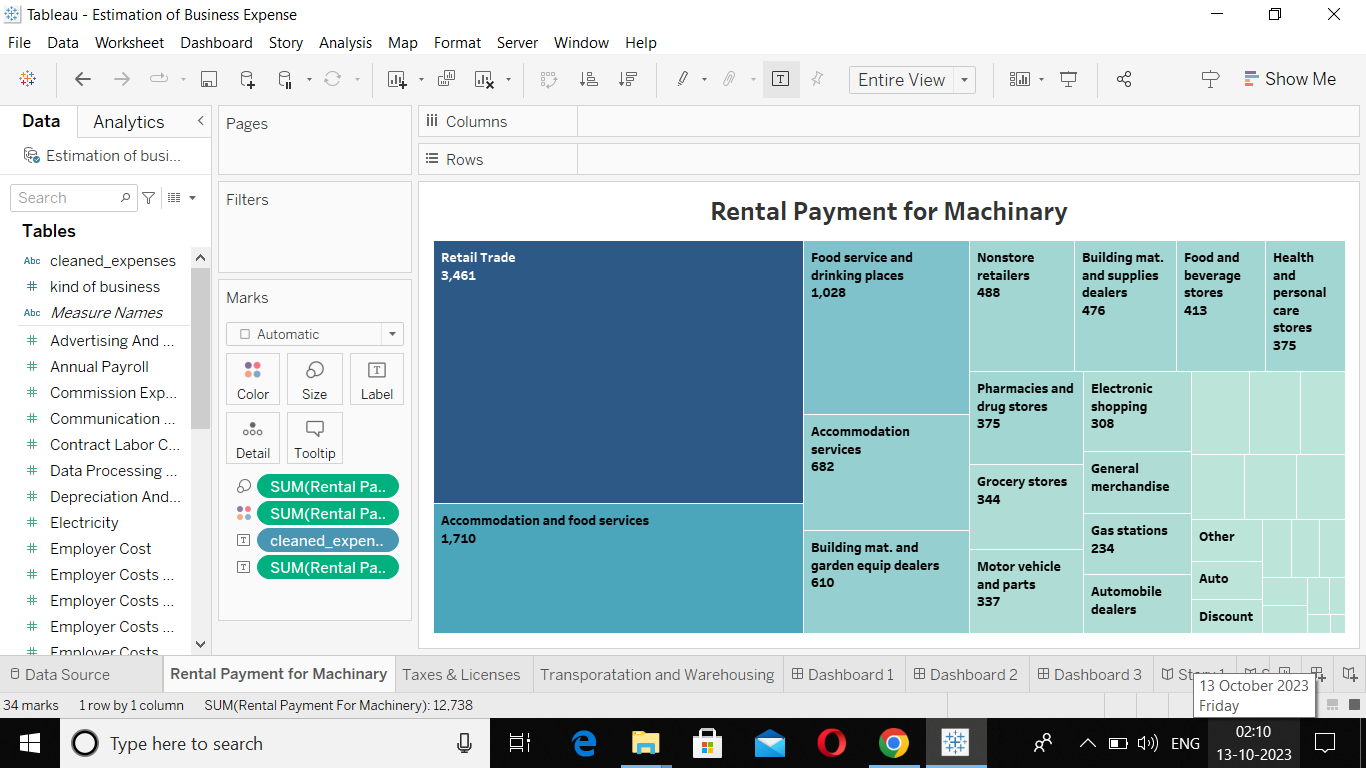 Tableau - Estimation of Business Expense
File Data Worksheet Dashboard Story Analysis Map Format Server Window Help
Entire View
Show Me
Data Analytics
Estimation of busi...
Search
Tables
Abc cleaned_expenses
# kind of business
Abc Measure Names
# Advertising And ...
# Annual Payroll
# Commission Exp...
# Communication ...
# Contract Labor C...
# Data Processing ...
# Depreciation And...
# Electricity
# Employer Cost
# Employer Costs ...
# Employer Costs ...
# Employer Costs ...
# Employer Costs
Pages
Filters
Marks
Automatic
Color Size Label
Detail Tooltip
SUM(Rental Pa..
SUM(Rental Pa..
cleaned_expen..
SUM(Rental Pa..
Columns
Rows
Rental Payment for Machinary
Retail Trade
3,461
Accommodation and food services
1,710
Food service and
drinking places
1,028
Accommodation
services
682
Building mat. and
garden equip dealers
610
Nonstore
retailers
488
Building mat.
and supplies
dealers
476
Food and
beverage
stores
413
Health
and
personal
care
stores
375
Pharmacies and
drug stores
375
Grocery stores
344
Motor vehicle
and parts
337
Electronic
shopping
308
General
merchandise
Gas stations
234
Automobile
dealers
Other
Auto
Discount
Data Source Rental Payment for Machinary Taxes & Licenses Transporatation and Warehousing Dashboard 1 Dashboard 2 Dashboard 3
13 October 2023
Friday
34 marks 1 row by 1 column SUM(Rental Payment For Machinery): 12,738
Type here to search
ENG
02:10
13-10-2023